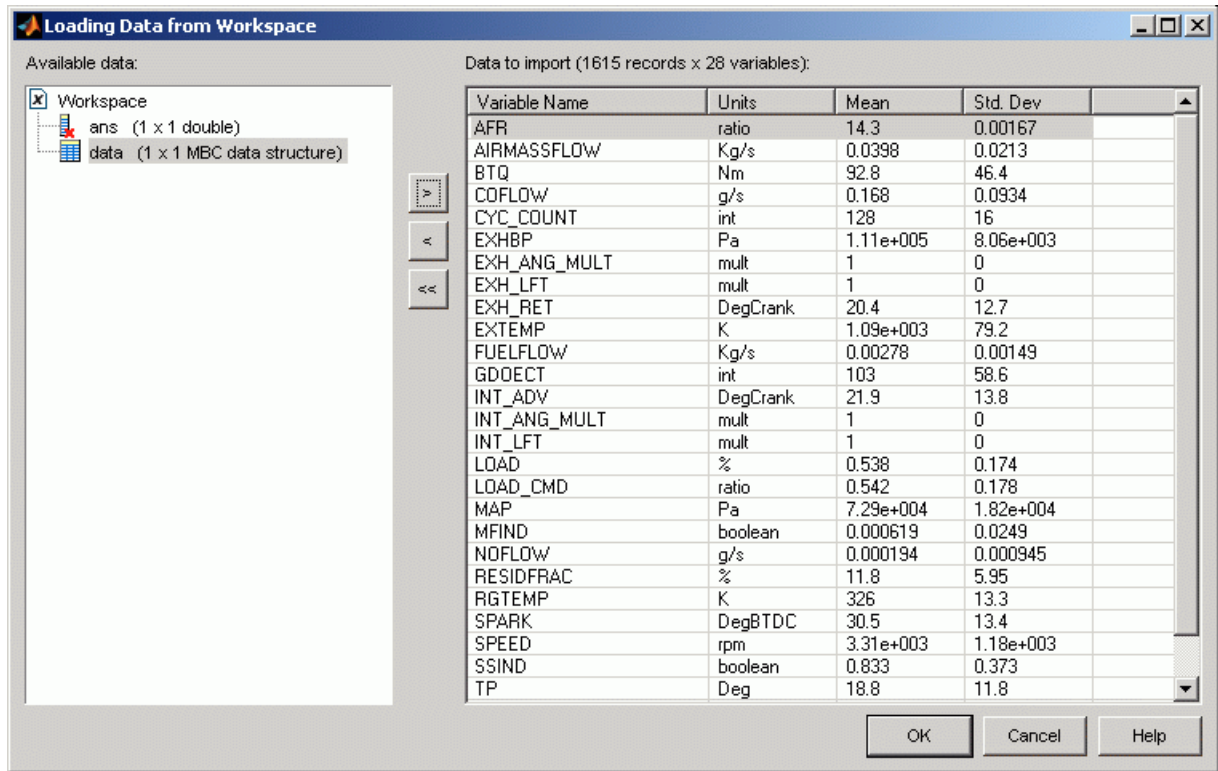 Loading Data from Workspace
Available data:
Workspace
ans (1 x 1 double)
data (1 x 1 MBC data structure)
>
<
<<
Data to import (1615 records x 28 variables):
Variable Name Units Mean Std. Dev
AFR ratio 14.3 0.00167
AIRMASSFLOW Kg/s 0.0398 0.0213
BTQ Nm 92.8 46.4
COFLOW g/s 0.168 0.0934
CYC_COUNT int 128 16
EXHBP Pa 1.11e+005 8.06e+003
EXH_ANG_MULT mult 1 0
EXH_LFT mult 1 0
EXH_RET DegCrank 20.4 12.7
EXTEMP K 1.09e+003 79.2
FUELFLOW Kg/s 0.00278 0.00149
GDOECT int 103 58.6
INT_ADV DegCrank 21.9 13.8
INT_ANG_MULT mult 1 0
INT_LFT mult 1 0
LOAD % 0.538 0.174
LOAD_CMD ratio 0.542 0.178
MAP Pa 7.29e+004 1.82e+004
MFIND boolean 0.000619 0.0249
NOFLOW g/s 0.000194 0.000945
RESIDFRAC % 11.8 5.95
RGTEMP K 326 13.3
SPARK DegBTDC 30.5 13.4
SPEED rpm 3.31e+003 1.18e+003
SSIND boolean 0.833 0.373
TP Deg 18.8 11.8
OK Cancel Help